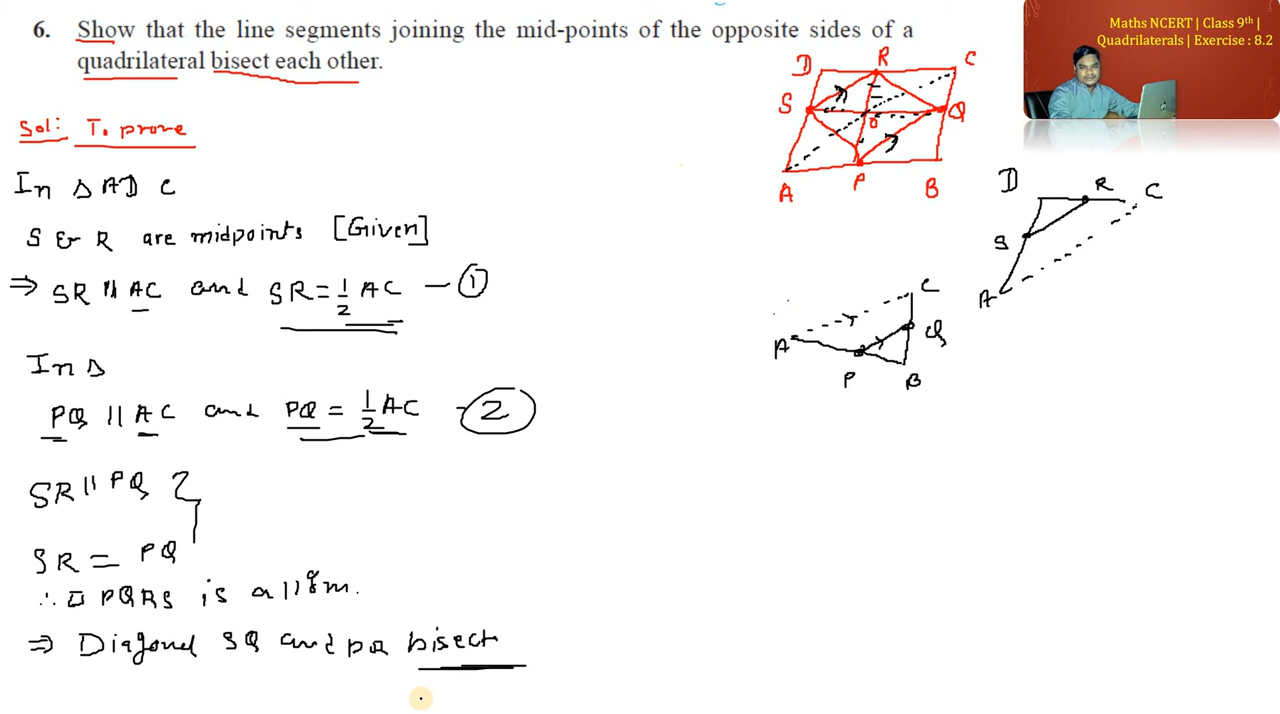 6. Show that the line segments joining the mid-points of the opposite sides of a
quadrilateral bisect each other.
Maths NCERT | Class 9th |
Quadrilaterals | Exercise : 8.2
Sol: To prove
In Δ ADC
S & R are midpoints [Given]
⇒ SR || AC and SR = 1/2 AC — ①
In Δ
PQ || AC and PQ = 1/2 AC - ②
SR || PQ }
SR = PQ
∴ □ PQRS is a ||gm.
⇒ Diagonal SQ and PR bisect
D R C
S O Q
A P B
D R C
S
A
C
A Q
P B